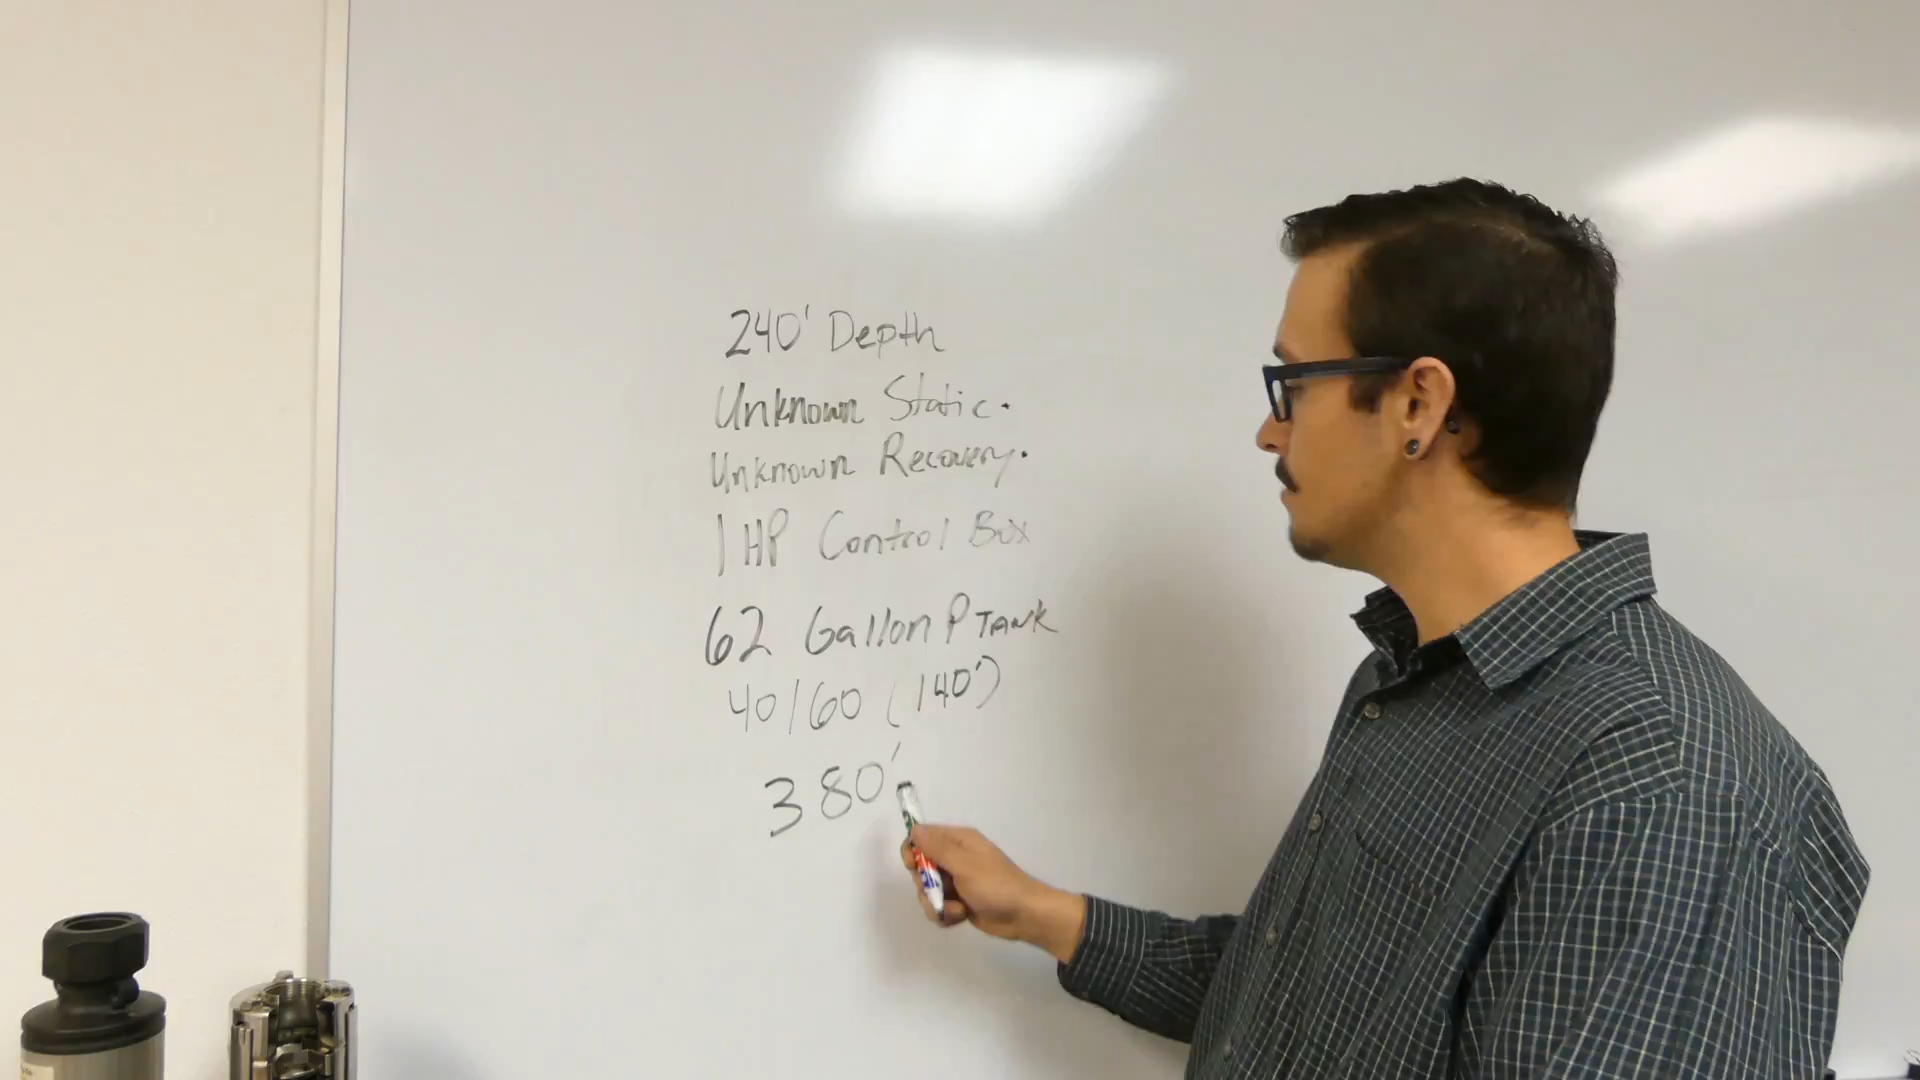 240' Depth
Unknown Static.
Unknown Recovery.
1 HP Control Box
62 Gallon P TANK
40/60 (140')
380'